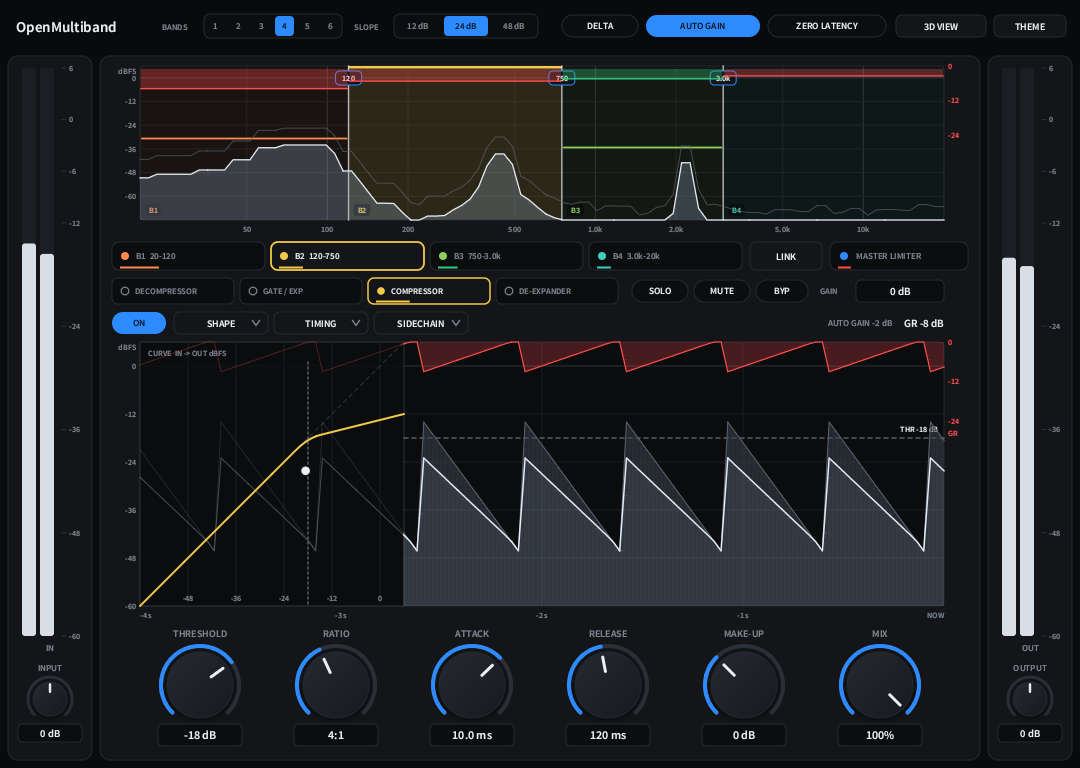 OpenMultiband BANDS 1 2 3 4 5 6 SLOPE 12 dB 24 dB 48 dB DELTA AUTO GAIN ZERO LATENCY 3D VIEW THEME
6 dBFS 0 6
0 120 750 3.0k
-12 -12
0 -24 -24 0
-36
-6 -48 -6
-60
-12 B1 B2 B3 B4 -12
50 100 200 500 1.0k 2.0k 5.0k 10k
B1 20-120 B2 120-750 B3 750-3.0k B4 3.0k-20k LINK MASTER LIMITER
DECOMPRESSOR GATE / EXP COMPRESSOR DE-EXPANDER SOLO MUTE BYP GAIN 0 dB
-24 ON SHAPE TIMING SIDECHAIN AUTO GAIN -2 dB GR -8 dB -24
dBFS CURVE IN -> OUT dBFS 0
0 -12
-12 -24
-36 THR -18 dB GR -36
-24
-36
-48 -48
-48
-48 -36 -24 -12 0
-60 -60
-4s -3s -2s -1s NOW
-60 THRESHOLD RATIO ATTACK RELEASE MAKE-UP MIX -60
IN OUT
INPUT OUTPUT
0 dB -18 dB 4:1 10.0 ms 120 ms 0 dB 100% 0 dB